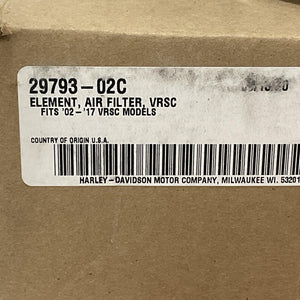 29793-02C
ELEMENT, AIR FILTER, VRSC
FITS '02-'17 VRSC MODELS
COUNTRY OF ORIGIN U.S.A.
HARLEY-DAVIDSON MOTOR COMPANY, MILWAUKEE WI. 53201